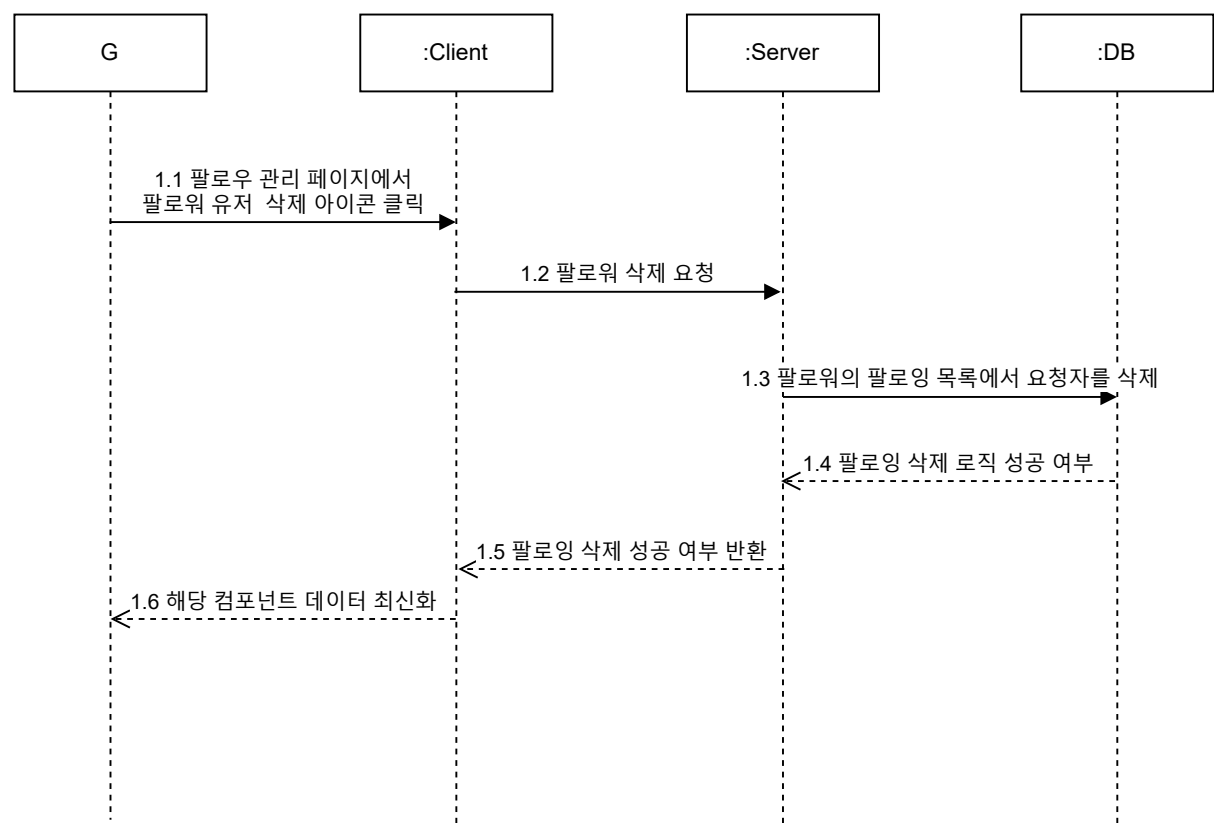 G
:Client
:Server
:DB
1.1 팔로우 관리 페이지에서
팔로워 유저  삭제 아이콘 클릭
1.2 팔로워 삭제 요청
1.3 팔로워의 팔로잉 목록에서 요청자를 삭제
1.4 팔로잉 삭제 로직 성공 여부
1.5 팔로잉 삭제 성공 여부 반환
1.6 해당 컴포넌트 데이터 최신화